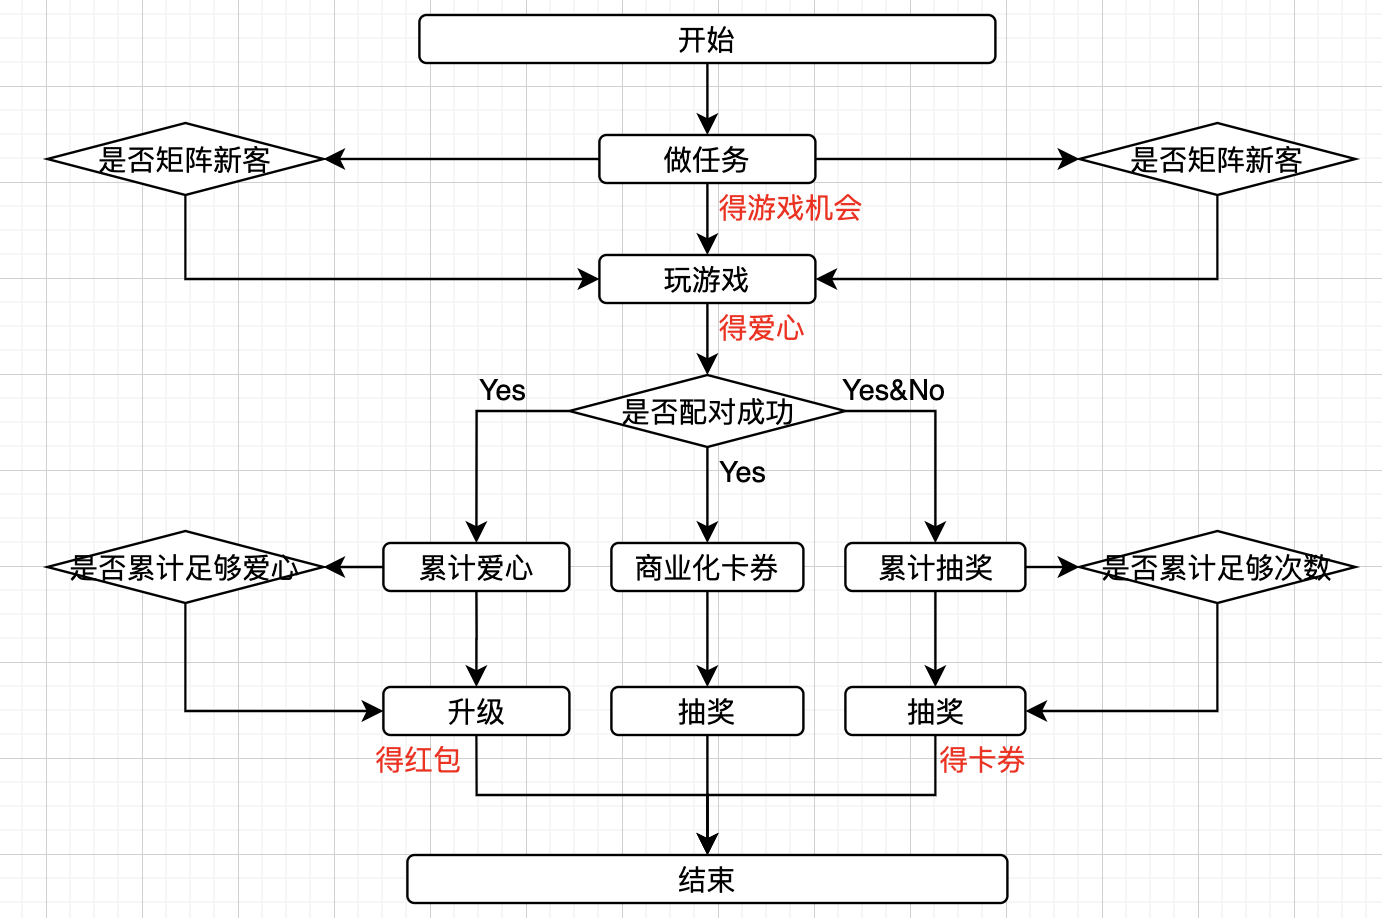 开始
是否矩阵新客
做任务
是否矩阵新客
得游戏机会
玩游戏
得爱心
Yes
是否配对成功
Yes&No
Yes
是否累计足够爱心
累计爱心
商业化卡券
累计抽奖
是否累计足够次数
升级
抽奖
抽奖
得红包
得卡券
结束